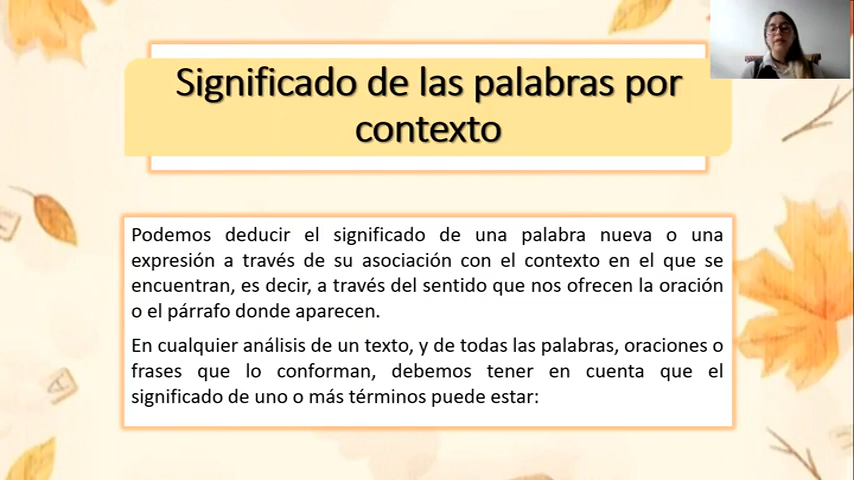 Significado de las palabras por
contexto
Podemos deducir el significado de una palabra nueva o una
expresión a través de su asociación con el contexto en el que se
encuentran, es decir, a través del sentido que nos ofrecen la oración
o el párrafo donde aparecen.
En cualquier análisis de un texto, y de todas las palabras, oraciones o
frases que lo conforman, debemos tener en cuenta que el
significado de uno o más términos puede estar: